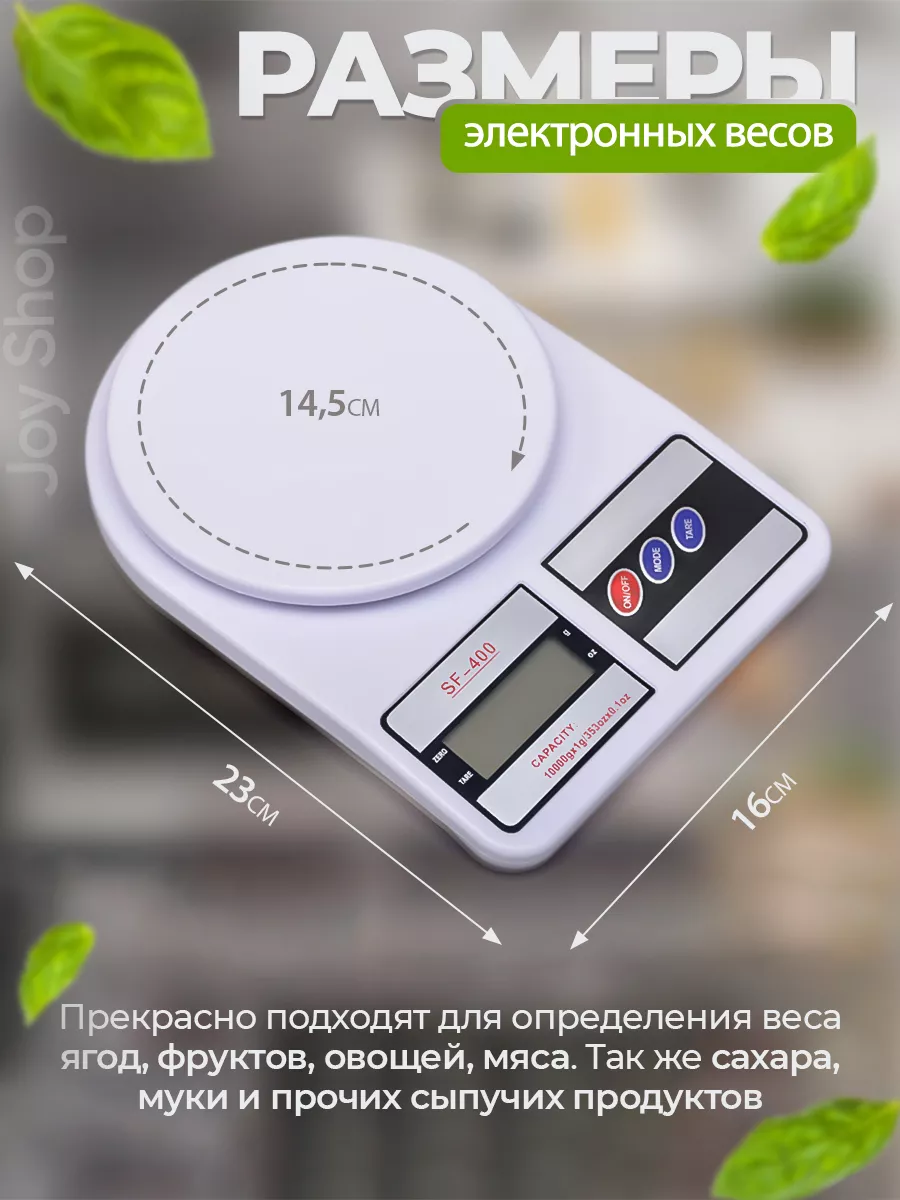 РАЗМЕРЫ
электронных весов
Joy Shop
14,5см
ON/OFF
MODE
TARE
SF-400
g
oz
ZERO
TARE
CAPACITY:
10000gx1g/353ozx0.1oz
23см
16см
Прекрасно подходят для определения веса
ягод, фруктов, овощей, мяса. Так же сахара,
муки и прочих сыпучих продуктов